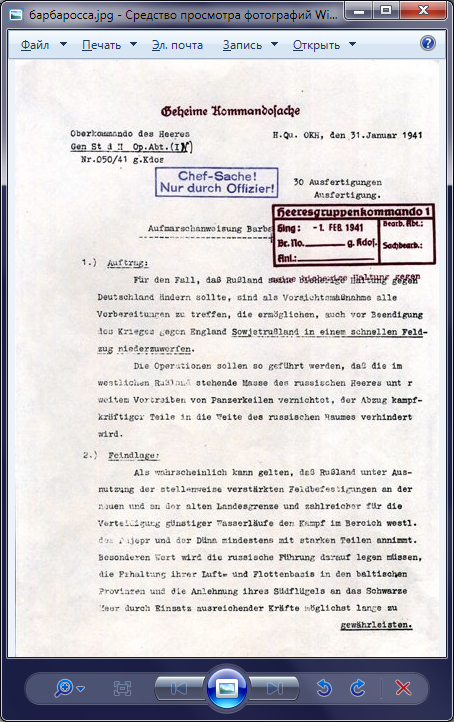 барбаросса.jpg - Средство просмотра фотографий Wi...
Файл Печать Эл. почта Запись Открыть
Geheime Kommandosache
Oberkommando des Heeres H.Qu. OKH, den 31.Januar 1941
Gen St d H Op.Abt.(I)
Nr.050/41 g.Kdos
Chef-Sache!
Nur durch Offizier!
30 Ausfertigungen
Ausfertigung.
Heeresgruppenkommando 1
Eing: -1. FEB. 1941 Bearb. Abt.:
Br. No. g. Kdos. Sachbearb.:
Anl.:
Aufmarschanweisung
1.) Auftrag:
Für den Fall, daß Rußland seine bisherige Haltung gegen
Deutschland ändern sollte, sind als Vorsichtsmaßnahme alle
Vorbereitungen zu treffen, die ermöglichen, auch vor Beendigung
des Krieges gegen England Sowjetrußland in einem schnellen Feld-
zug niederzuwerfen.
Die Operationen sollen so geführt werden, daß die im
westlichen Rußland stehende Masse des russischen Heeres unt r
weitem Vortreiben von Panzerkeilen vernichtet, der Abzug kampf-
kräftiger Teile in die Weite des russischen Raumes verhindert
wird.
2.) Feindlage:
Als wahrscheinlich kann gelten, daß Rußland unter Aus-
nutzung der stellenweise verstärkten Feldbefestigungen an der
neuen und an der alten Landesgrenze und zahlreicher für die
Verteidigung günstiger Wasserläufe den Kampf im Bereich westl.
des Dnjepr und der Düna mindestens mit starken Teilen annimmt.
Besonderen Wert wird die russische Führung darauf legen müssen,
die Erhaltung ihrer Luft- und Flottenbasis in den baltischen
Provinzen und die Anlehnung ihres Südflügels an das Schwarze
Meer durch Einsatz ausreichender Kräfte möglichst lange zu
gewährleisten.